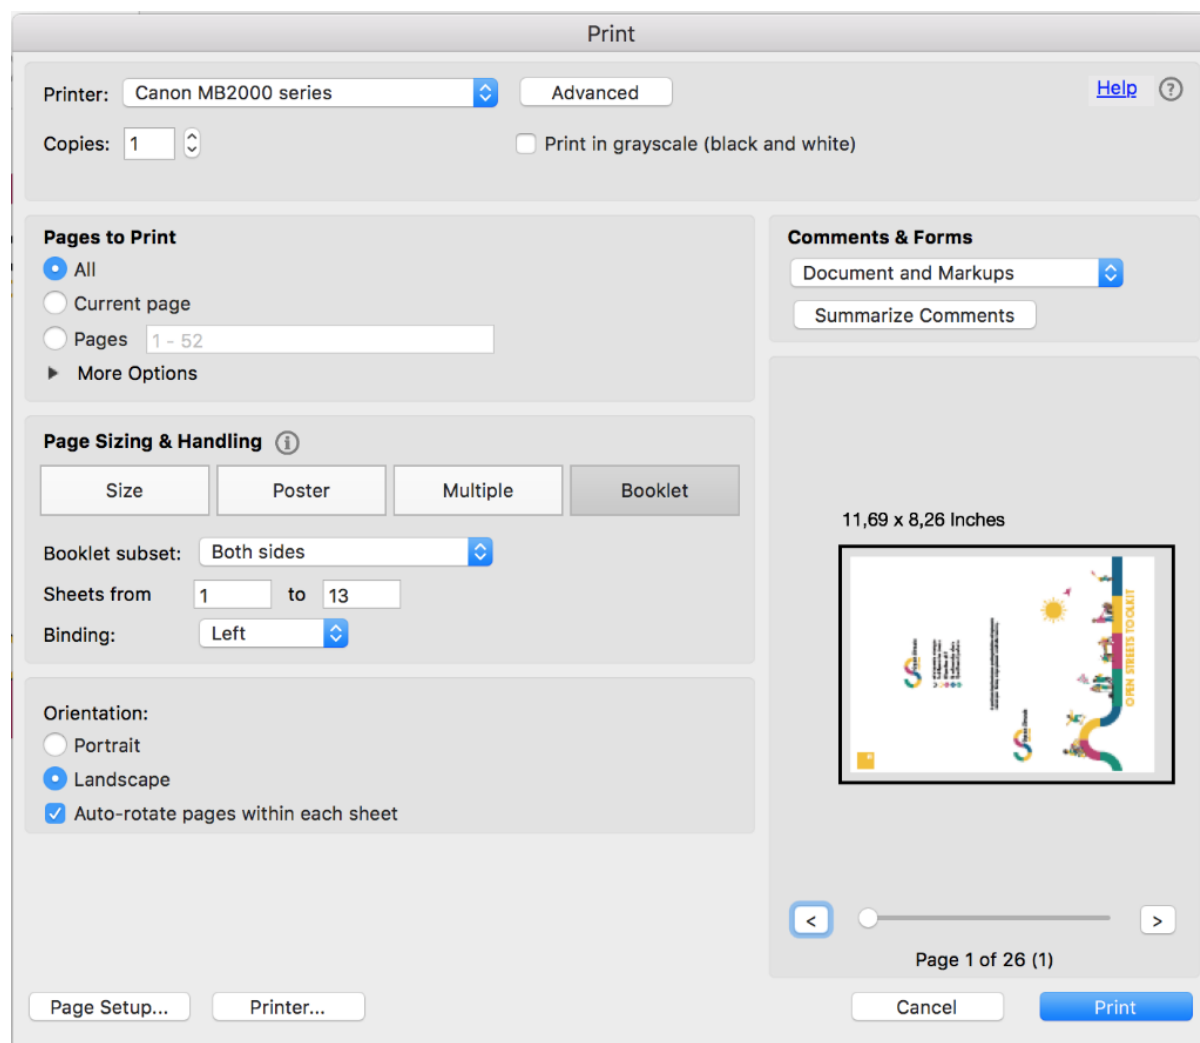 Print
Printer: Canon MB2000 series Advanced Help ?
Copies: 1 Print in grayscale (black and white)
Pages to Print
All
Current page
Pages 1 - 52
More Options
Comments & Forms
Document and Markups
Summarize Comments
Page Sizing & Handling i
Size Poster Multiple Booklet
Booklet subset: Both sides
Sheets from 1 to 13
Binding: Left
Orientation:
Portrait
Landscape
Auto-rotate pages within each sheet
11,69 x 8,26 Inches
OPEN STREETS TOOLKIT
< >
Page 1 of 26 (1)
Page Setup... Printer... Cancel Print